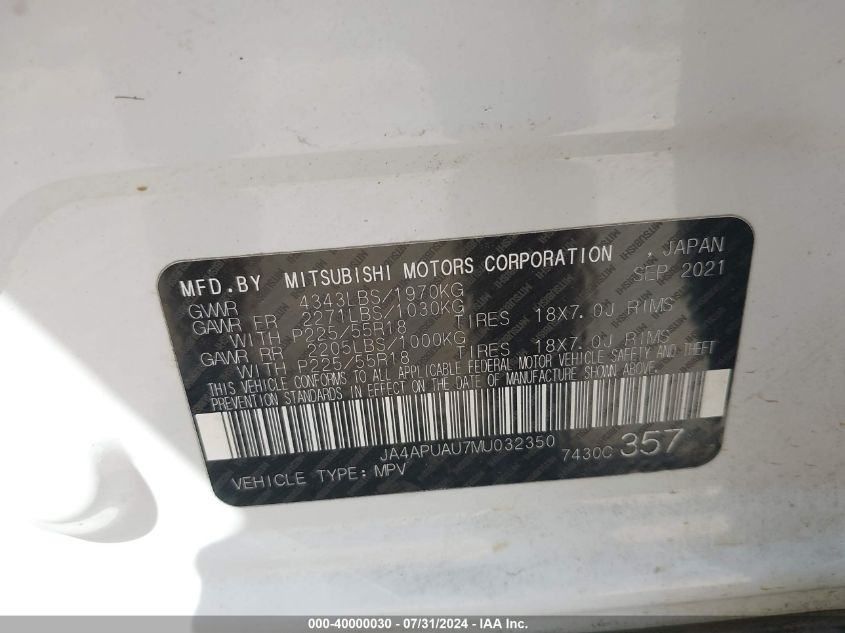 MFD.BY MITSUBISHI MOTORS CORPORATION , JAPAN
GVWR 4343LBS/1970KG SEP 2021
GAWR FR 2271LBS/1030KG
WITH P225/55R18 TIRES 18X7.0J RIMS
GAWR RR 2205LBS/1000KG
WITH P225/55R18 TIRES 18X7.0J RIMS
THIS VEHICLE CONFORMS TO ALL APPLICABLE FEDERAL MOTOR VEHICLE SAFETY AND THEFT
PREVENTION STANDARDS IN EFFECT ON THE DATE OF MANUFACTURE SHOWN ABOVE.
JA4APUAU7MU032350 7430C 357
VEHICLE TYPE: MPV
000-40000030 - 07/31/2024 - IAA, Inc.